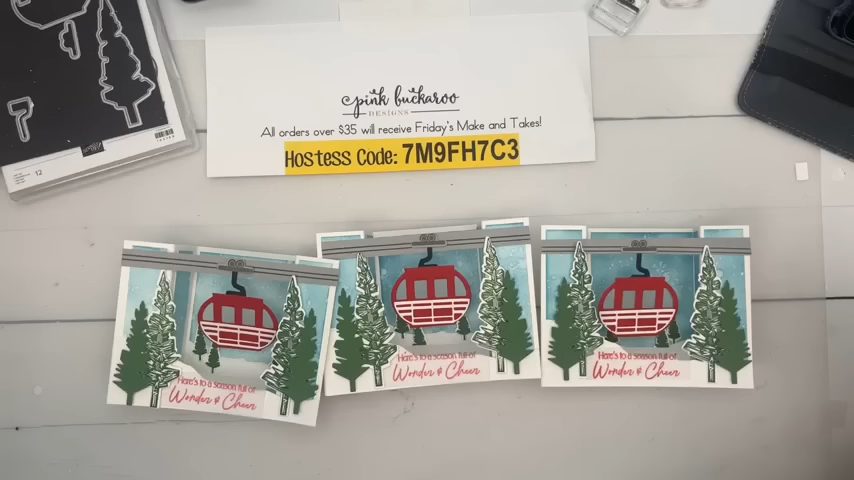 pink buckaroo
DESIGNS
All orders over $35 will receive Friday's Make and Takes!
Hostess Code: 7M9FH7C3
12
Here's to a season full of
Wonder & Cheer
Here's to a season full of
Wonder & Cheer
Here's to a season full of
Wonder & Cheer